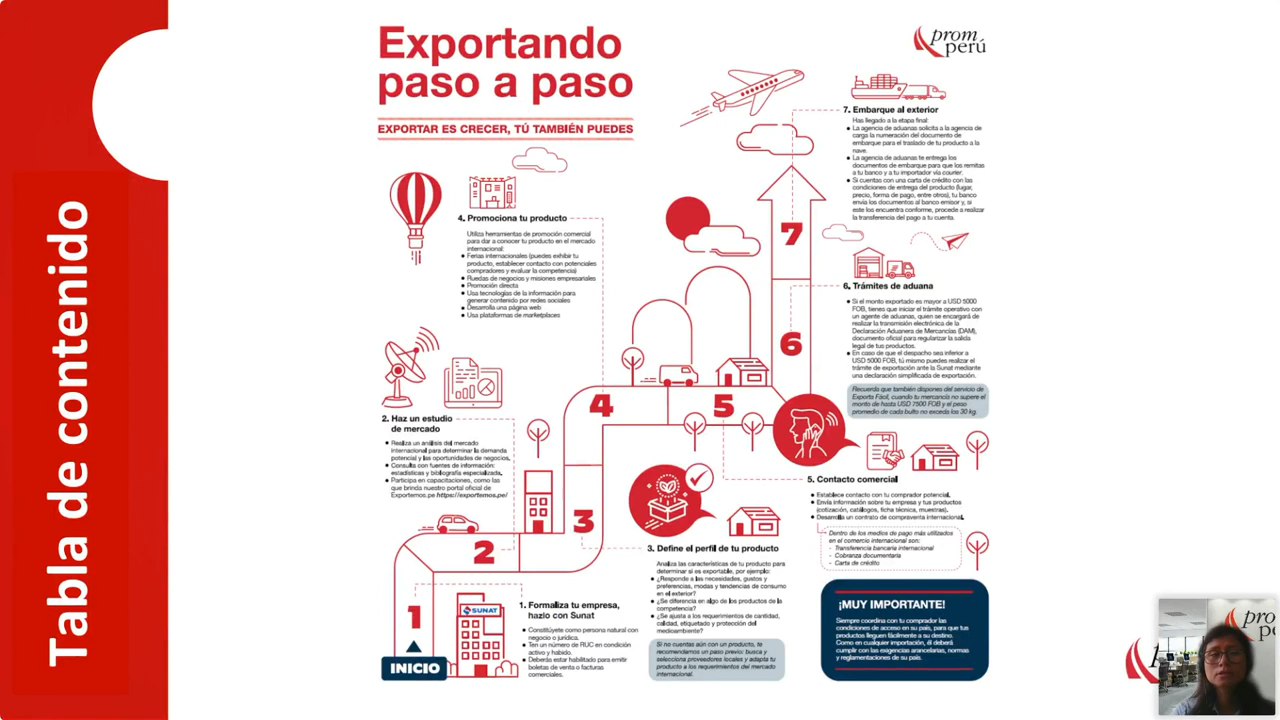 Tabla de contenido
Exportando
paso a paso
EXPORTAR ES CRECER, TÚ TAMBIÉN PUEDES
prom
perú
7. Embarque al exterior
Has llegado a la etapa final:
● La agencia de aduanas solicita a la agencia de
carga la numeración del documento de
embarque para el traslado de tu producto a la
nave.
● La agencia de aduanas te entrega los
documentos de embarque para que los remitas
a tu banco y a tu importador vía courier.
● Si cuentas con una carta de crédito con las
condiciones de entrega del producto (lugar,
precio, forma de pago, entre otros), tu banco
envía los documentos al banco emisor y, si
este los encuentra conforme, procede a realizar
la transferencia del pago a tu cuenta.
4. Promociona tu producto
Utiliza herramientas de promoción comercial
para dar a conocer tu producto en el mercado
internacional:
● Ferias internacionales (puedes exhibir tu
producto, establecer contacto con potenciales
compradores y evaluar la competencia)
● Ruedas de negocios y misiones empresariales
● Promoción directa
● Usa tecnologías de la información para
generar contenido por redes sociales
● Desarrolla una página web
● Usa plataformas de marketplaces
7
6. Trámites de aduana
● Si el monto exportado es mayor a USD 5000
FOB, tienes que iniciar el trámite operativo con
un agente de aduanas, quien se encargará de
realizar la transmisión electrónica de la
Declaración Aduanera de Mercancías (DAM),
documento oficial para regularizar la salida
legal de tus productos.
● En caso de que el despacho sea inferior a
USD 5000 FOB, tú mismo puedes realizar el
trámite de exportación ante la Sunat mediante
una declaración simplificada de exportación.
Recuerda que también dispones del servicio de
Exporta Fácil, cuando tu mercancía no supere el
monto de hasta USD 7500 FOB y el peso
promedio de cada bulto no exceda los 30 kg.
6
4
5
2. Haz un estudio
de mercado
● Realiza un análisis del mercado
internacional para determinar la demanda
potencial y las oportunidades de negocios.
● Consulta con fuentes de información:
estadísticas y bibliografía especializada.
● Participa en capacitaciones, como las
que brinda nuestro portal oficial de
Exportemos.pe https://exportemos.pe/
5. Contacto comercial
● Establece contacto con tu comprador potencial.
● Envía información sobre tu empresa y tus productos
(cotización, catálogos, ficha técnica, muestras).
● Desarrolla un contrato de compraventa internacional.
Dentro de los medios de pago más utilizados
en el comercio internacional son:
- Transferencia bancaria internacional
- Cobranza documentaria
- Carta de crédito
3
2
3. Define el perfil de tu producto
Analiza las características de tu producto para
determinar si es exportable, por ejemplo:
● ¿Responde a las necesidades, gustos y
preferencias, modas y tendencias de consumo
en el exterior?
● ¿Se diferencia en algo de los productos de la
competencia?
● ¿Se ajusta a los requerimientos de cantidad,
calidad, etiquetado y protección del
medioambiente?
Si no cuentas aún con un producto, te
recomendamos un paso previo: busca y
selecciona proveedores locales y adapta tu
producto a los requerimientos del mercado
internacional.
1
INICIO
SUNAT
1. Formaliza tu empresa,
hazlo con Sunat
● Constitúyete como persona natural con
negocio o jurídica.
● Ten un número de RUC en condición
activo y habido.
● Deberás estar habilitado para emitir
boletas de venta o facturas
comerciales.
¡MUY IMPORTANTE!
Siempre coordina con tu comprador las
condiciones de acceso en su país, para que tus
productos lleguen fácilmente a su destino.
Como en cualquier importación, él deberá
cumplir con las exigencias arancelarias, normas
y reglamentaciones de su país.